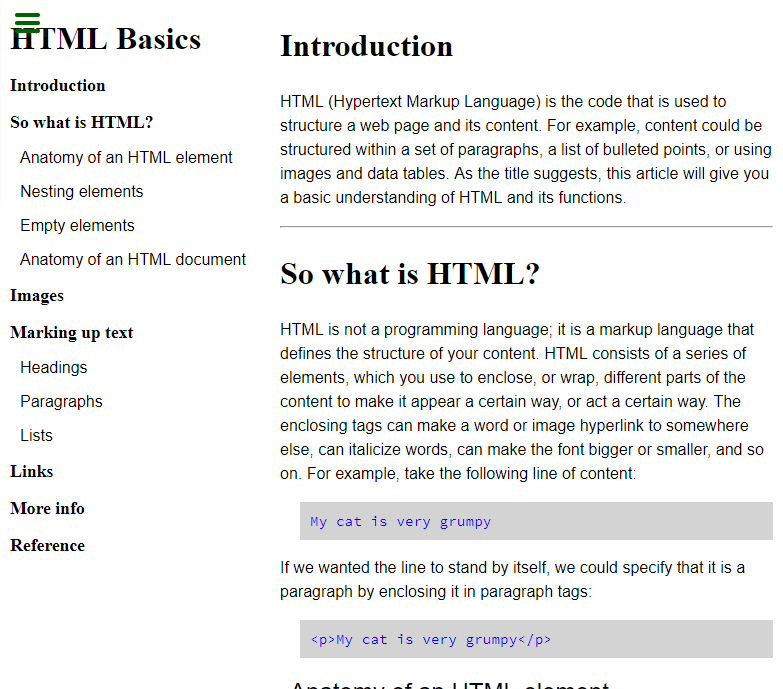 HTML Basics
Introduction
So what is HTML?
Anatomy of an HTML element
Nesting elements
Empty elements
Anatomy of an HTML document
Images
Marking up text
Headings
Paragraphs
Lists
Links
More info
Reference
Introduction
HTML (Hypertext Markup Language) is the code that is used to
structure a web page and its content. For example, content could be
structured within a set of paragraphs, a list of bulleted points, or using
images and data tables. As the title suggests, this article will give you
a basic understanding of HTML and its functions.
So what is HTML?
HTML is not a programming language; it is a markup language that
defines the structure of your content. HTML consists of a series of
elements, which you use to enclose, or wrap, different parts of the
content to make it appear a certain way, or act a certain way. The
enclosing tags can make a word or image hyperlink to somewhere
else, can italicize words, can make the font bigger or smaller, and so
on. For example, take the following line of content:
My cat is very grumpy
If we wanted the line to stand by itself, we could specify that it is a
paragraph by enclosing it in paragraph tags:
<p>My cat is very grumpy</p>
Anatomy of an HTML element